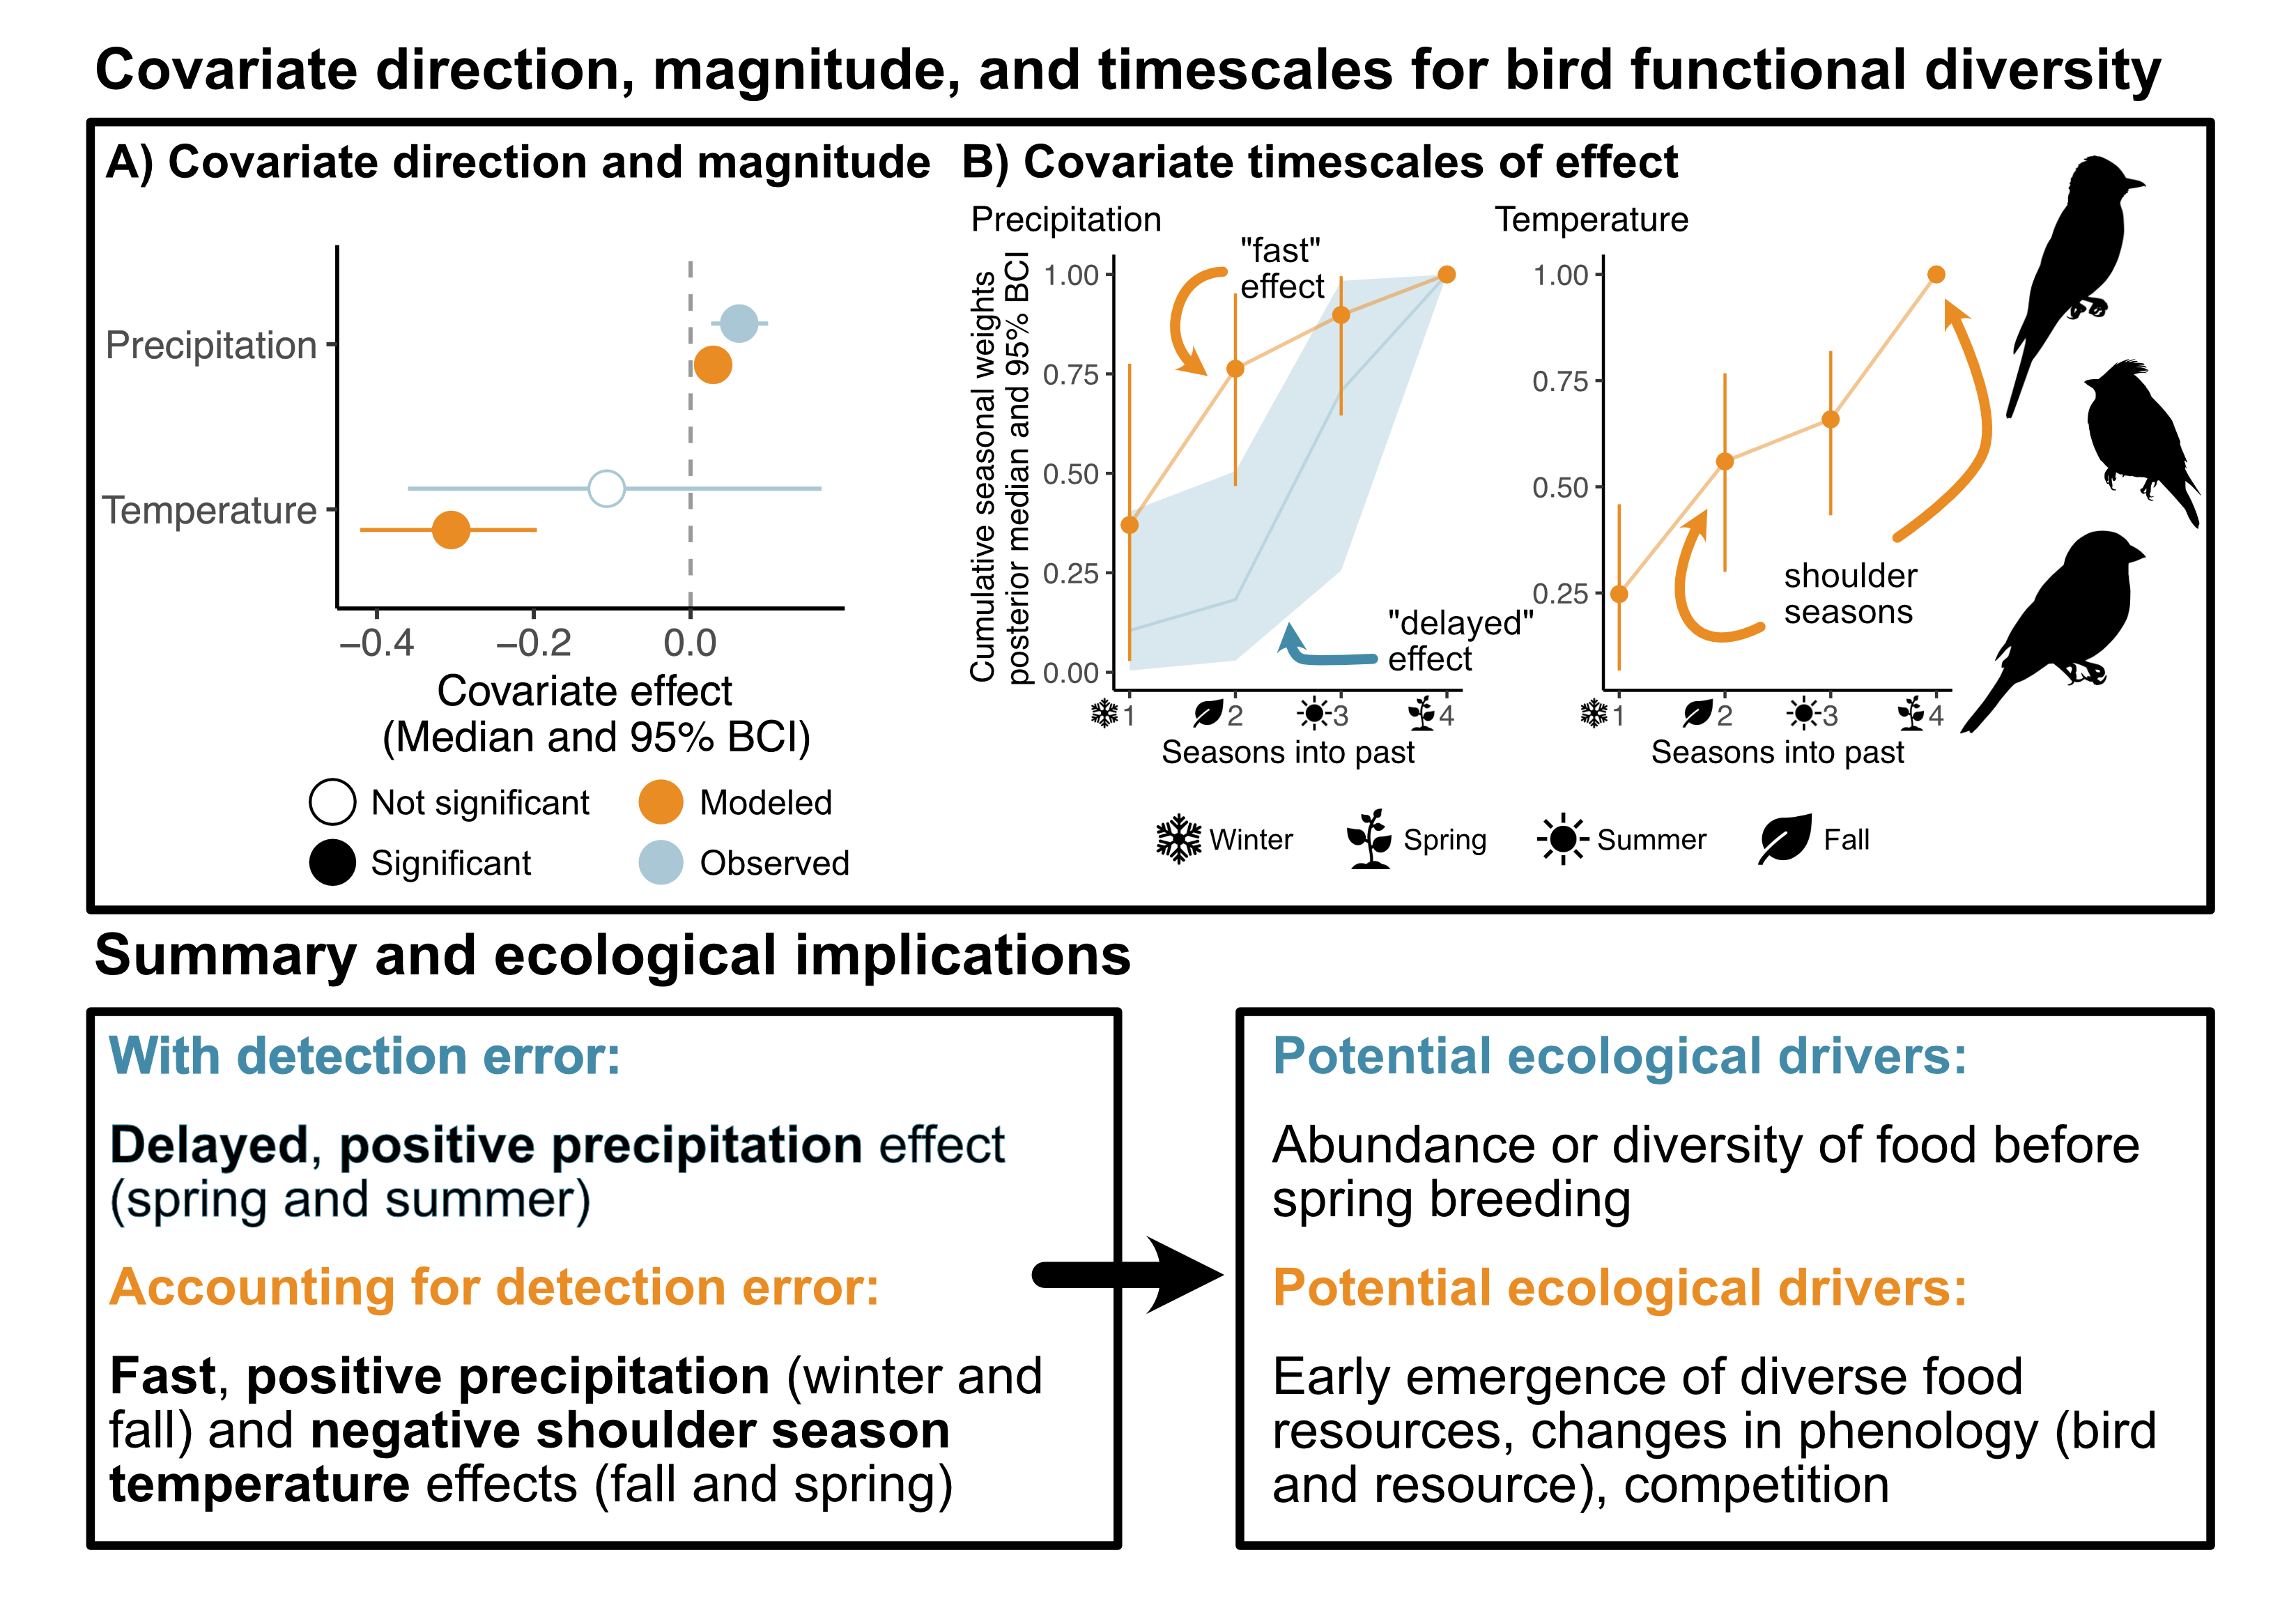 Covariate direction, magnitude, and timescales for bird functional diversity
A) Covariate direction and magnitude
Precipitation
Temperature
−0.4
−0.2
0.0
Covariate effect
(Median and 95% BCI)
Not significant
Modeled
Significant
Observed
B) Covariate timescales of effect
Precipitation
Cumulative seasonal weights
posterior median and 95% BCI
1.00
0.75
0.50
0.25
0.00
"fast"
effect
"delayed"
effect
1
2
3
4
Seasons into past
Temperature
1.00
0.75
0.50
0.25
shoulder
seasons
1
2
3
4
Seasons into past
Winter
Spring
Summer
Fall
Summary and ecological implications
With detection error:
Delayed, positive precipitation effect
(spring and summer)
Accounting for detection error:
Fast, positive precipitation (winter and
fall) and negative shoulder season
temperature effects (fall and spring)
Potential ecological drivers:
Abundance or diversity of food before
spring breeding
Potential ecological drivers:
Early emergence of diverse food
resources, changes in phenology (bird
and resource), competition